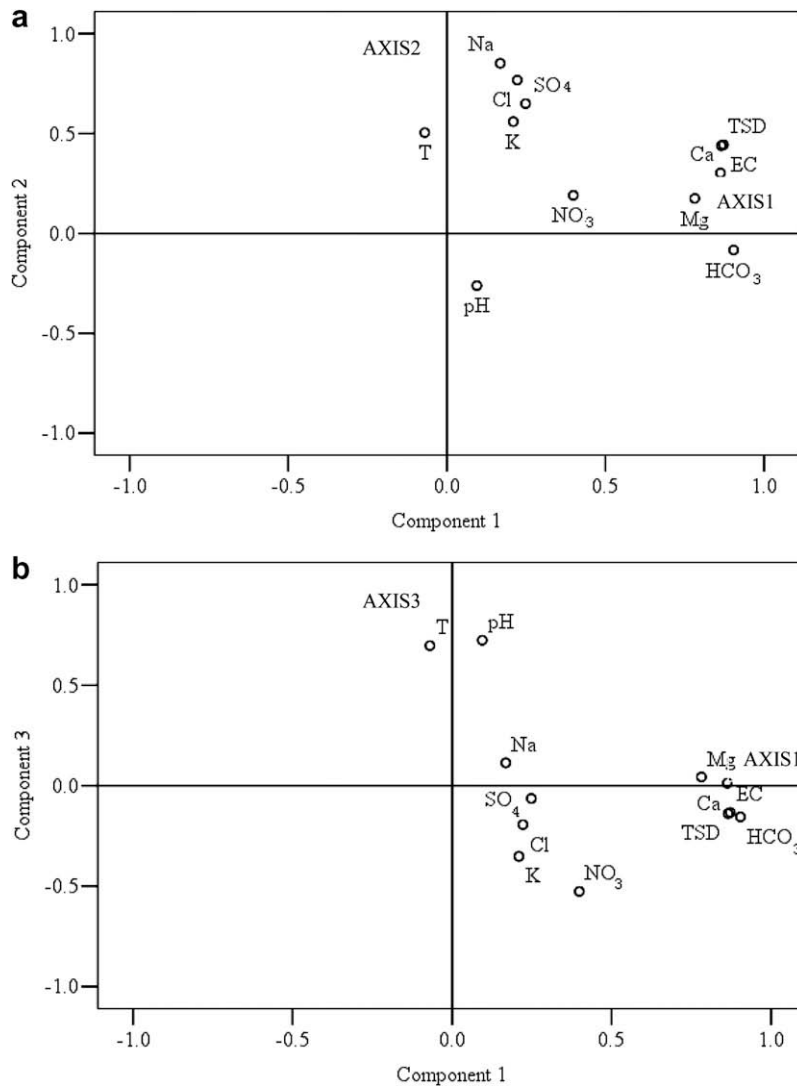 a
1.0
AXIS2
Na
SO4
Cl
0.5
T
K
TSD
Ca
EC
NO3
AXIS1
Mg
0.0
HCO3
pH
-0.5
-1.0
Component 2
-1.0 -0.5 0.0 0.5 1.0
Component 1
b
1.0
AXIS3
T
pH
0.5
Na
Mg AXIS1
0.0
SO4
Ca
EC
TSD
HCO3
Cl
K
NO3
-0.5
-1.0
Component 3
-1.0 -0.5 0.0 0.5 1.0
Component 1